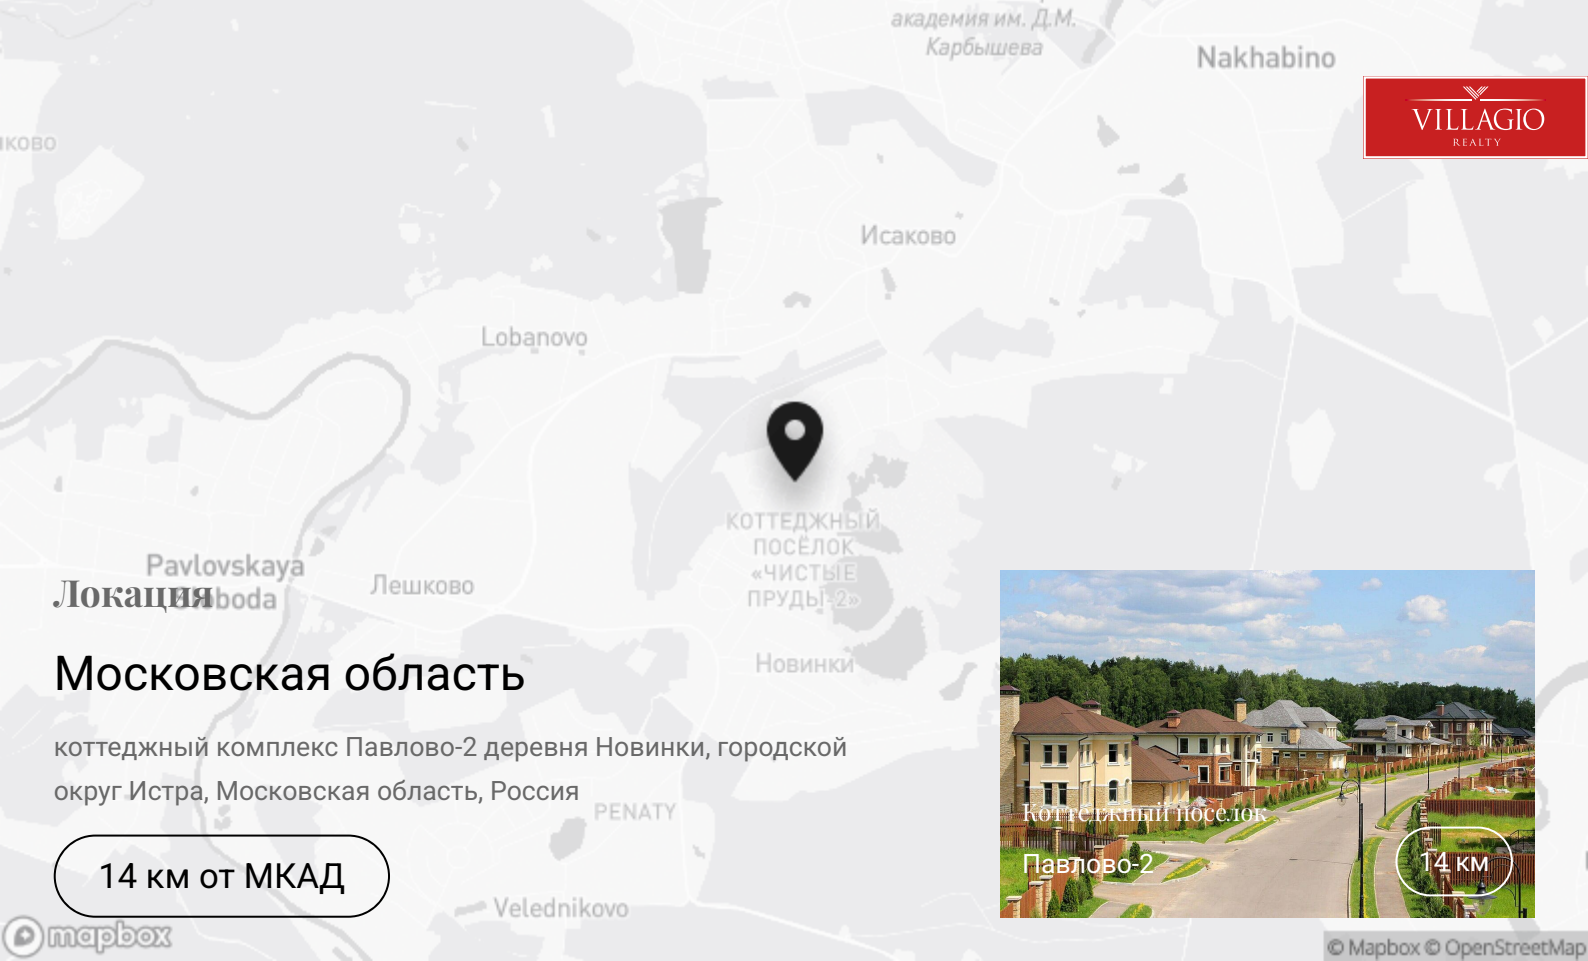 академия им. Д.М.
Карбышева
Nakhabino
VILLAGIO
REALTY
Исаково
Lobanovo
КОТТЕДЖНЫЙ
ПОСЁЛОК
«ЧИСТЫЕ
ПРУДЫ-2»
Pavlovskaya
Лешково
Локация
Новинки
Московская область
коттеджный комплекс Павлово-2 деревня Новинки, городской
округ Истра, Московская область, Россия
PENATY
14 км от МКАД
Коттеджный поселок
Павлово-2
14 км
Velednikovo
mapbox
© Mapbox © OpenStreetMap